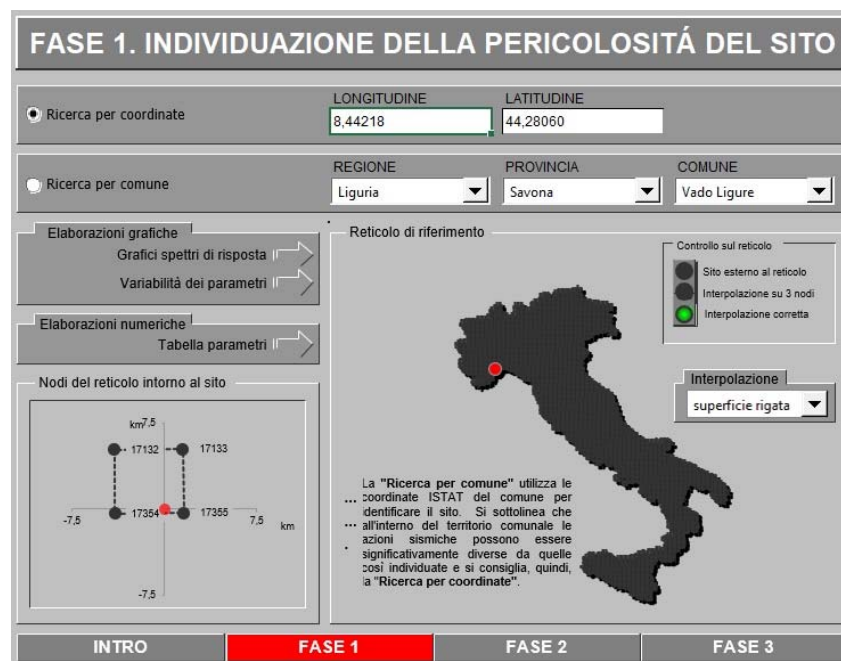 FASE 1. INDIVIDUAZIONE DELLA PERICOLOSITÁ DEL SITO
Ricerca per coordinate
LONGITUDINE
LATITUDINE
8,44218
44,28060
Ricerca per comune
REGIONE
PROVINCIA
COMUNE
Liguria
Savona
Vado Ligure
Elaborazioni grafiche
Grafici spettri di risposta
Variabilità dei parametri
Elaborazioni numeriche
Tabella parametri
Nodi del reticolo intorno al sito
km
7,5
17132
17133
17354
17355
-7,5
7,5
km
-7,5
Reticolo di riferimento
Controllo sul reticolo
Sito esterno al reticolo
Interpolazione su 3 nodi
Interpolazione corretta
Interpolazione
superficie rigata
La "Ricerca per comune" utilizza le
... coordinate ISTAT del comune per
identificare il sito. Si sottolinea che
... all'interno del territorio comunale le
azioni sismiche possono essere
. significativamente diverse da quelle
così individuate e si consiglia, quindi,
la "Ricerca per coordinate".
INTRO
FASE 1
FASE 2
FASE 3